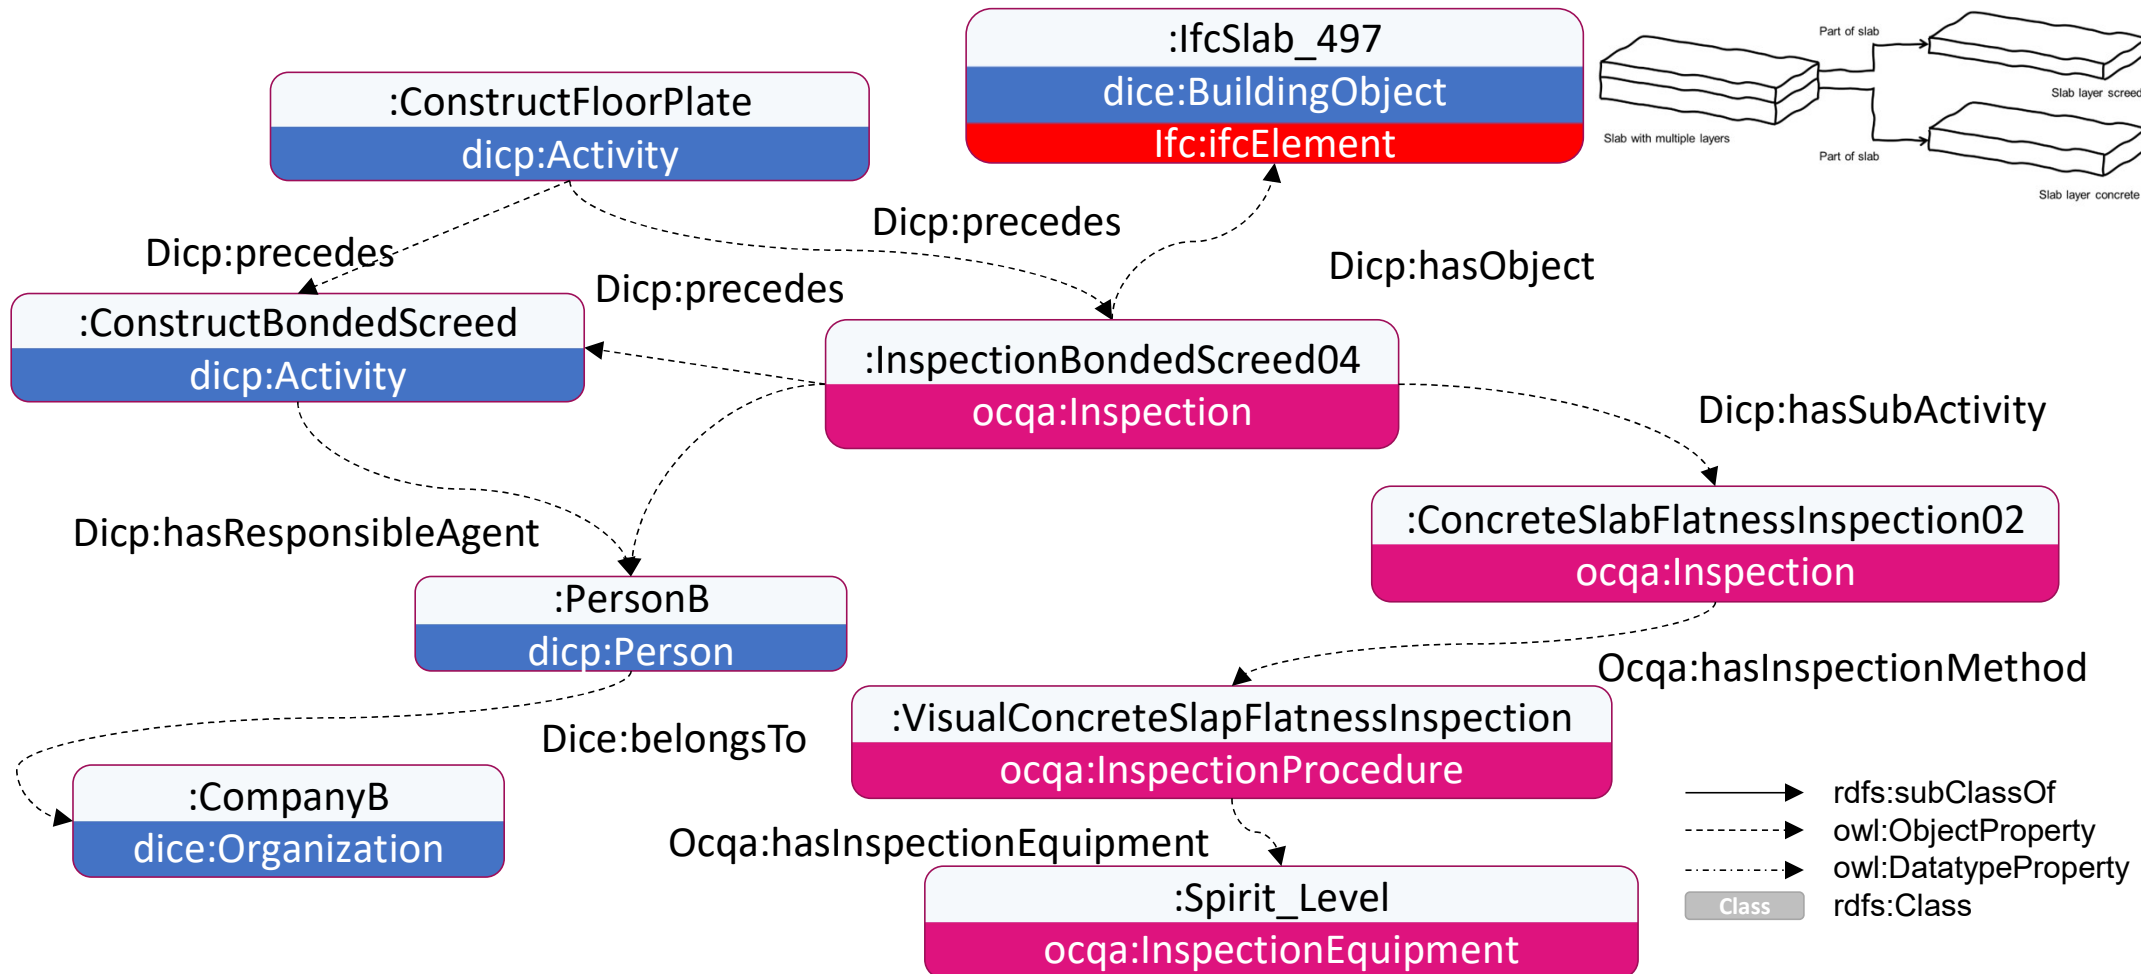 :IfcSlab_497
dice:BuildingObject
Ifc:ifcElement
Part of slab
Slab layer screed
Slab with multiple layers
Part of slab
Slab layer concrete
:ConstructFloorPlate
dicp:Activity
Dicp:precedes
Dicp:precedes
Dicp:precedes
Dicp:hasObject
:ConstructBondedScreed
dicp:Activity
:InspectionBondedScreed04
ocqa:Inspection
Dicp:hasSubActivity
Dicp:hasResponsibleAgent
:ConcreteSlabFlatnessInspection02
ocqa:Inspection
:PersonB
dicp:Person
Ocqa:hasInspectionMethod
Dice:belongsTo
:VisualConcreteSlapFlatnessInspection
ocqa:InspectionProcedure
:CompanyB
dice:Organization
Ocqa:hasInspectionEquipment
:Spirit_Level
ocqa:InspectionEquipment
rdfs:subClassOf
owl:ObjectProperty
owl:DatatypeProperty
Class rdfs:Class